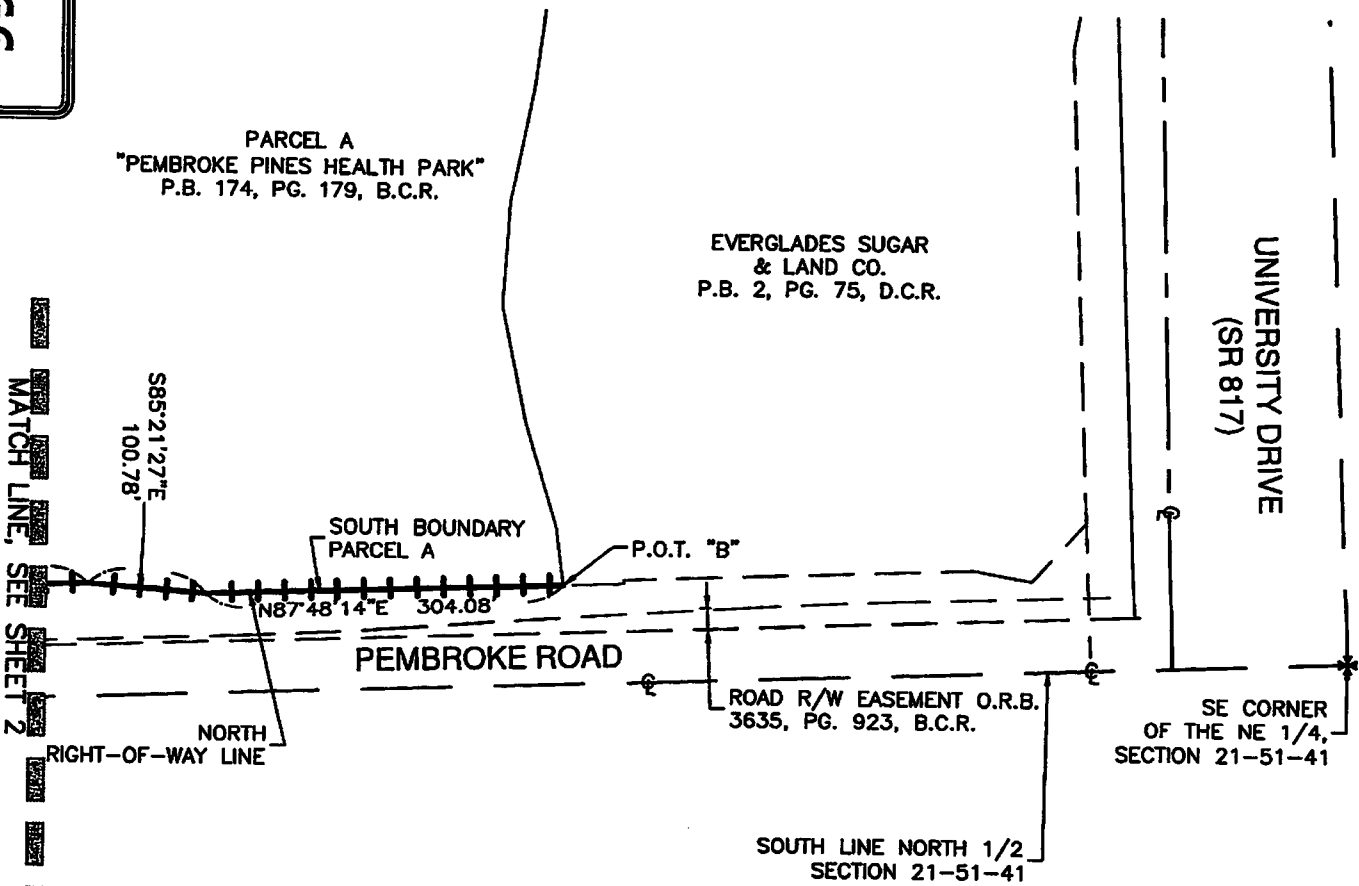 PARCEL A
"PEMBROKE PINES HEALTH PARK"
P.B. 174, PG. 179, B.C.R.
EVERGLADES SUGAR
& LAND CO.
P.B. 2, PG. 75, D.C.R.
UNIVERSITY DRIVE
(SR 817)
MATCH LINE, SEE SHEET 2
S85°21'27"E
100.78'
SOUTH BOUNDARY
PARCEL A
P.O.T. "B"
N87°48'14"E 304.08'
PEMBROKE ROAD
NORTH
RIGHT-OF-WAY LINE
ROAD R/W EASEMENT O.R.B.
3635, PG. 923, B.C.R.
SE CORNER
OF THE NE 1/4,
SECTION 21-51-41
SOUTH LINE NORTH 1/2
SECTION 21-51-41